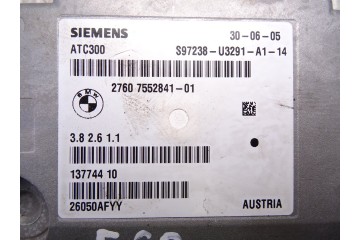 SIEMENS 30-06-05
ATC300 S97238-U3291-A1-14
BMW
2760 7552841-01
3.8 2.6 1.1
137744 10
26050AFYY AUSTRIA